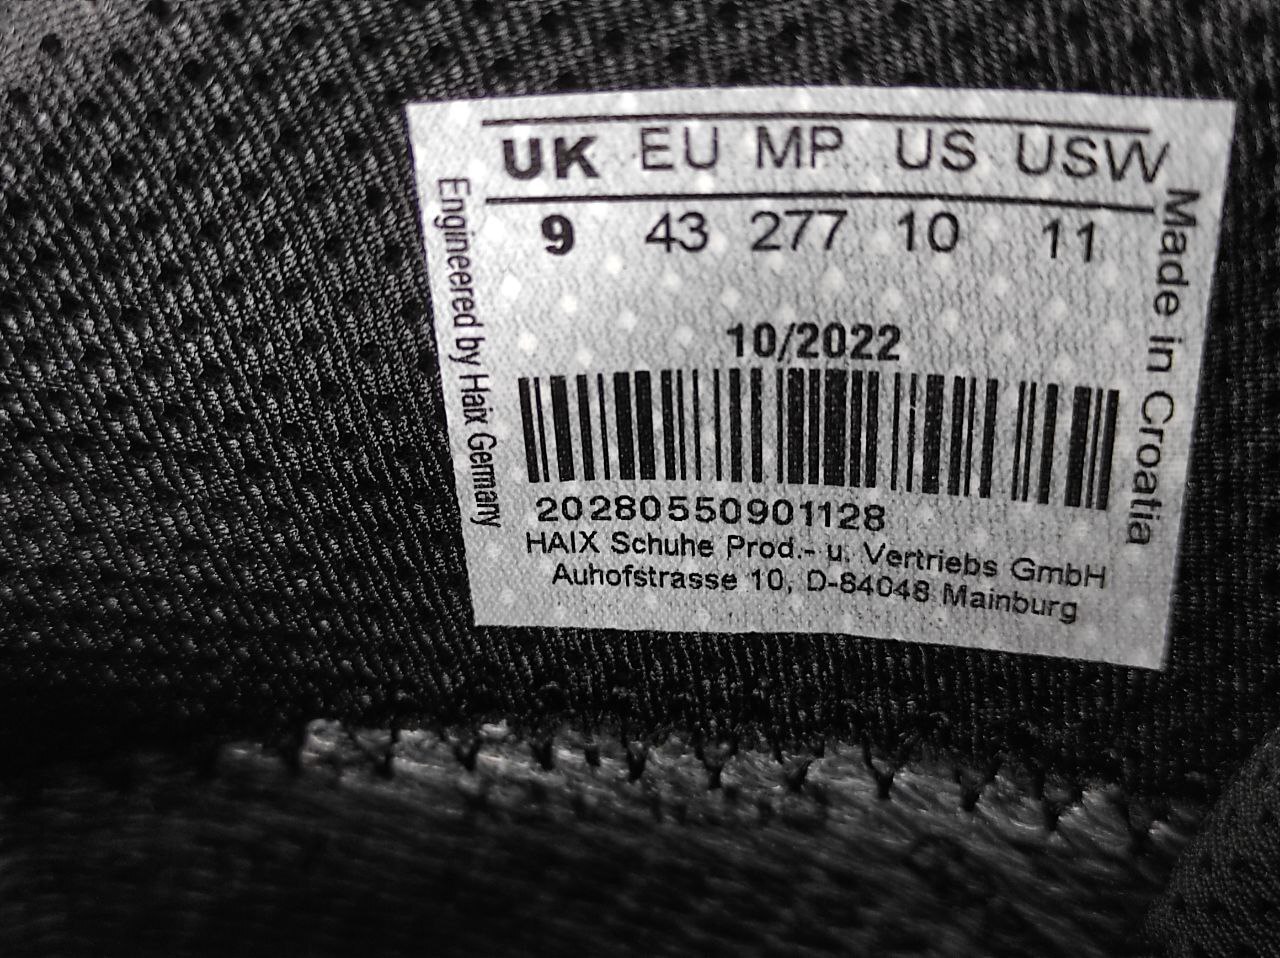 UK EU MP US USW
9 43 277 10 11
10/2022
20280550901128
HAIX Schuhe Prod.- u. Vertriebs GmbH
Auhofstrasse 10, D-84048 Mainburg
Engineered by Haix Germany
Made in Croatia